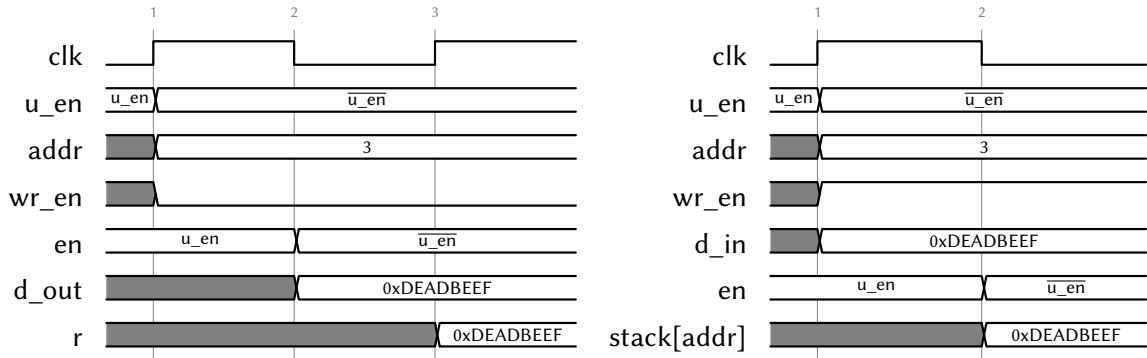 1 2 3
clk
u_en u_en u_en
addr 3
wr_en
en u_en u_en
d_out 0xDEADBEEF
r 0xDEADBEEF
1 2
clk
u_en u_en u_en
addr 3
wr_en
d_in 0xDEADBEEF
en u_en u_en
stack[addr] 0xDEADBEEF